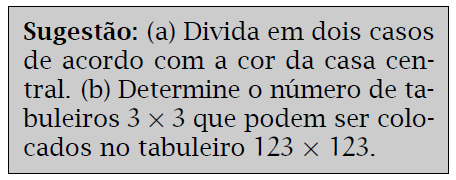 Sugestão: (a) Divida em dois casos
de acordo com a cor da casa cen-
tral. (b) Determine o número de ta-
buleiros 3 × 3 que podem ser colo-
cados no tabuleiro 123 × 123.